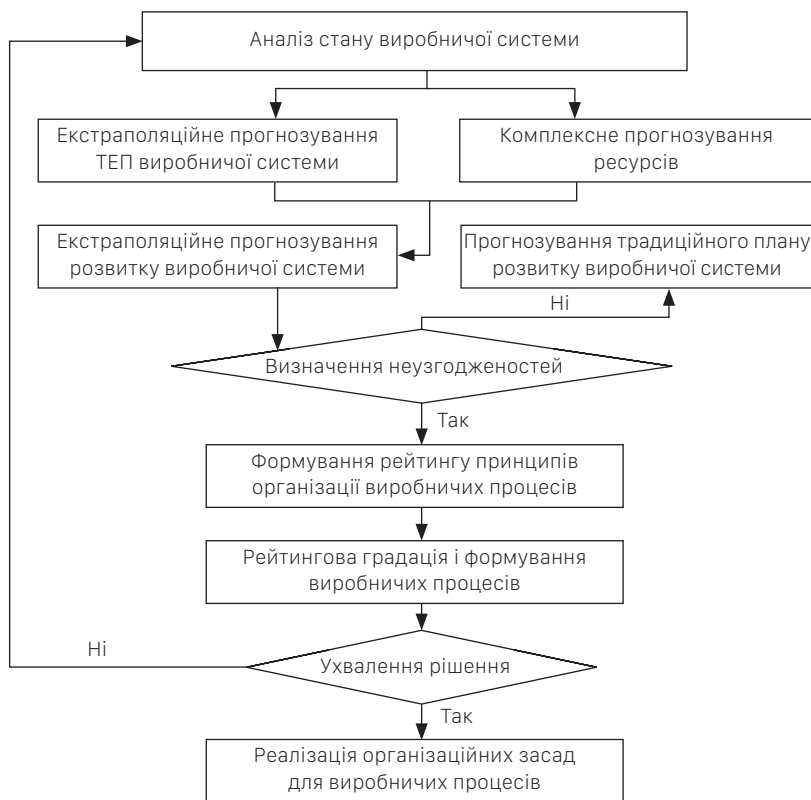 Аналіз стану виробничої системи
Екстраполяційне прогнозування
ТЕП виробничої системи
Комплексне прогнозування
ресурсів
Екстраполяційне прогнозування
розвитку виробничої системи
Прогнозування традиційного плану
розвитку виробничої системи
Ні
Визначення неузгодженостей
Так
Формування рейтингу принципів
організації виробничих процесів
Рейтингова градація і формування
виробничих процесів
Ні
Ухвалення рішення
Так
Реалізація організаційних засад
для виробничих процесів